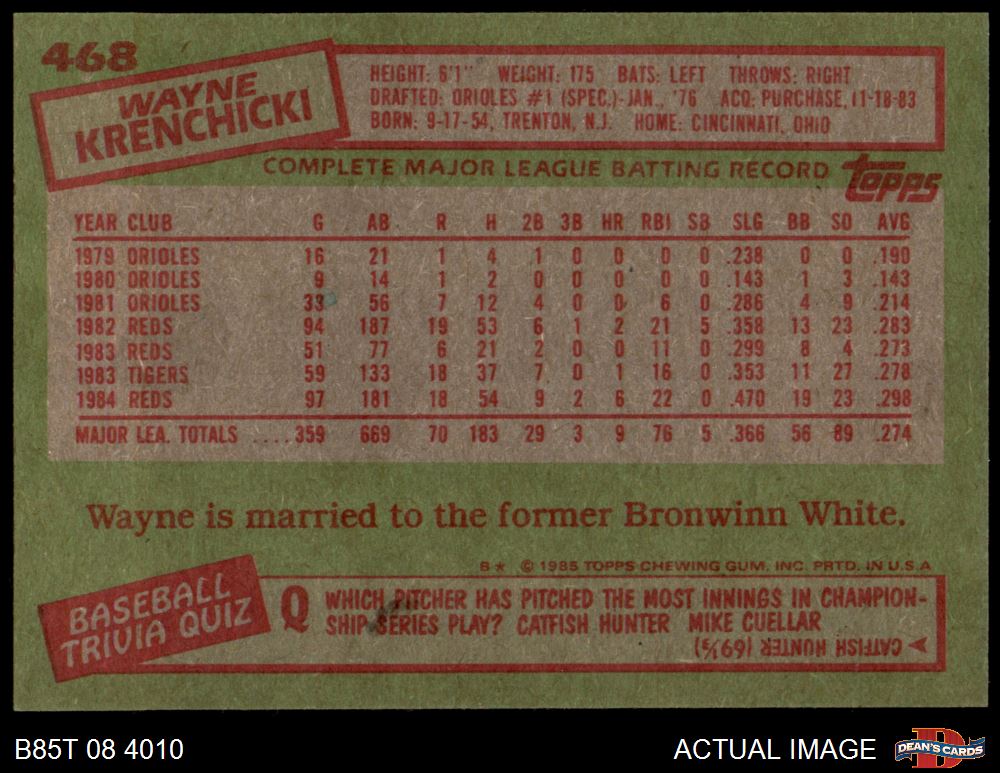 468
WAYNE
KRENCHICKI
HEIGHT: 6'1" WEIGHT: 175 BATS: LEFT THROWS: RIGHT
DRAFTED: ORIOLES #1 (SPEC.)-JAN., '76 ACQ: PURCHASE, 11-18-83
BORN: 9-17-54, TRENTON, N.J. HOME: CINCINNATI, OHIO
COMPLETE MAJOR LEAGUE BATTING RECORD
topps
YEAR CLUB G AB R H 2B 3B HR RBI SB SLG BB SO AVG
1979 ORIOLES 16 21 1 4 1 0 0 0 0 .238 0 0 .190
1980 ORIOLES 9 14 1 2 0 0 0 0 0 .143 1 3 .143
1981 ORIOLES 33 56 7 12 4 0 0 6 0 .286 4 9 .214
1982 REDS 94 187 19 53 6 1 2 21 5 .358 13 23 .283
1983 REDS 51 77 6 21 2 0 0 11 0 .299 8 4 .273
1983 TIGERS 59 133 18 37 7 0 1 16 0 .353 11 27 .278
1984 REDS 97 181 18 54 9 2 6 22 0 .470 19 23 .298
MAJOR LEA. TOTALS ....359 669 70 183 29 3 9 76 5 .366 56 89 .274
Wayne is married to the former Bronwinn White.
B* © 1985 TOPPS CHEWING GUM, INC. PRTD. IN U.S.A
BASEBALL
TRIVIA QUIZ
Q WHICH PITCHER HAS PITCHED THE MOST INNINGS IN CHAMPION-
SHIP SERIES PLAY? CATFISH HUNTER MIKE CUELLAR
CATFISH HUNTER (69⅓)
B85T 08 4010
ACTUAL IMAGE
D
DEAN'S CARDS